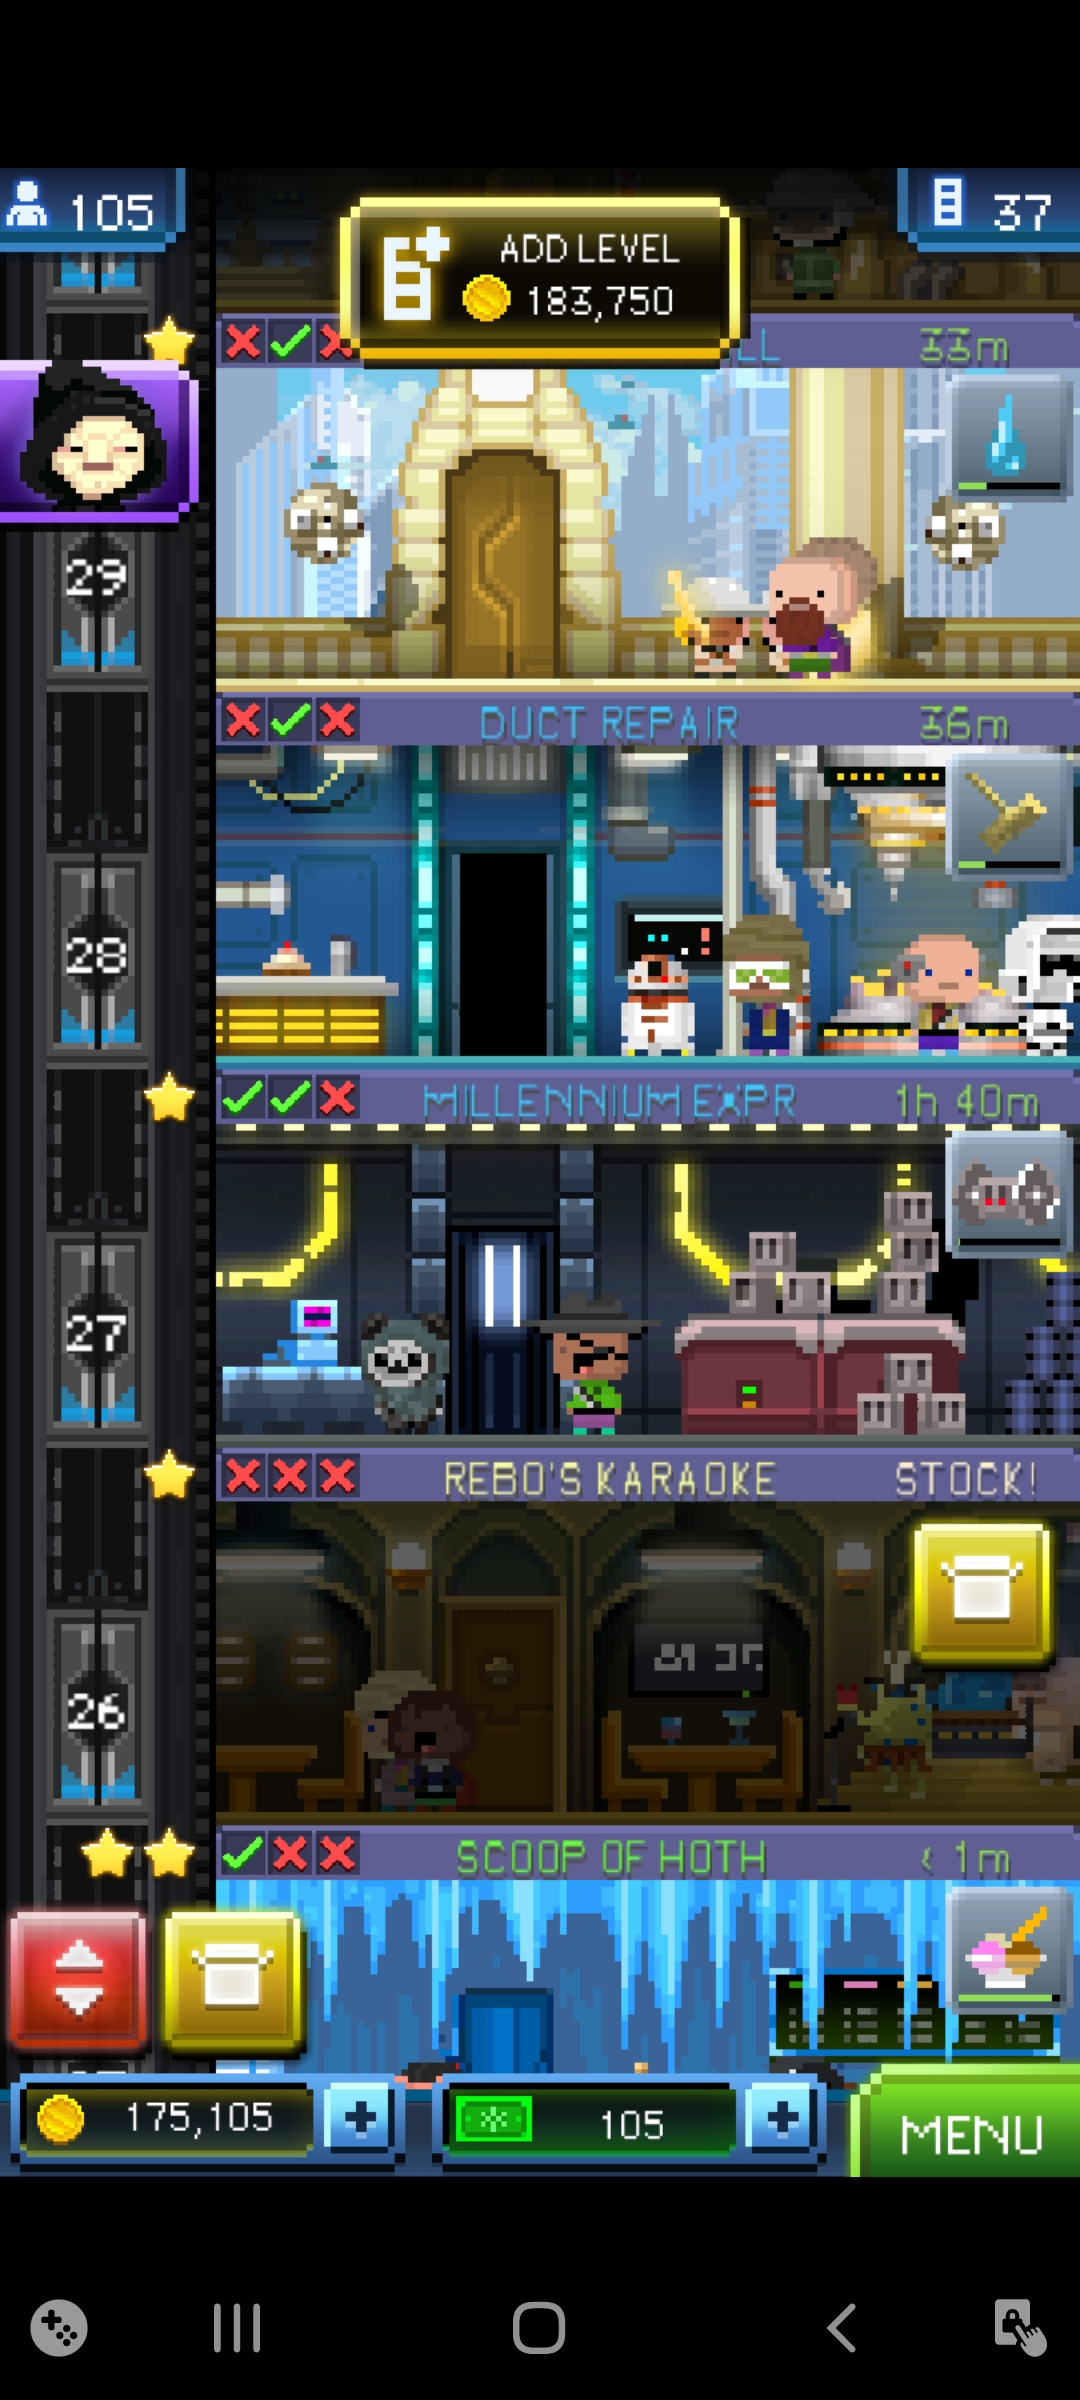 105
37
ADD LEVEL
183,750
LL 33m
29
DUCT REPAIR 36m
28
MILLENNIUM EXPR 1h 40m
27
REBO'S KARAOKE STOCK!
26
SCOOP OF HOTH < 1m
175,105
105
MENU